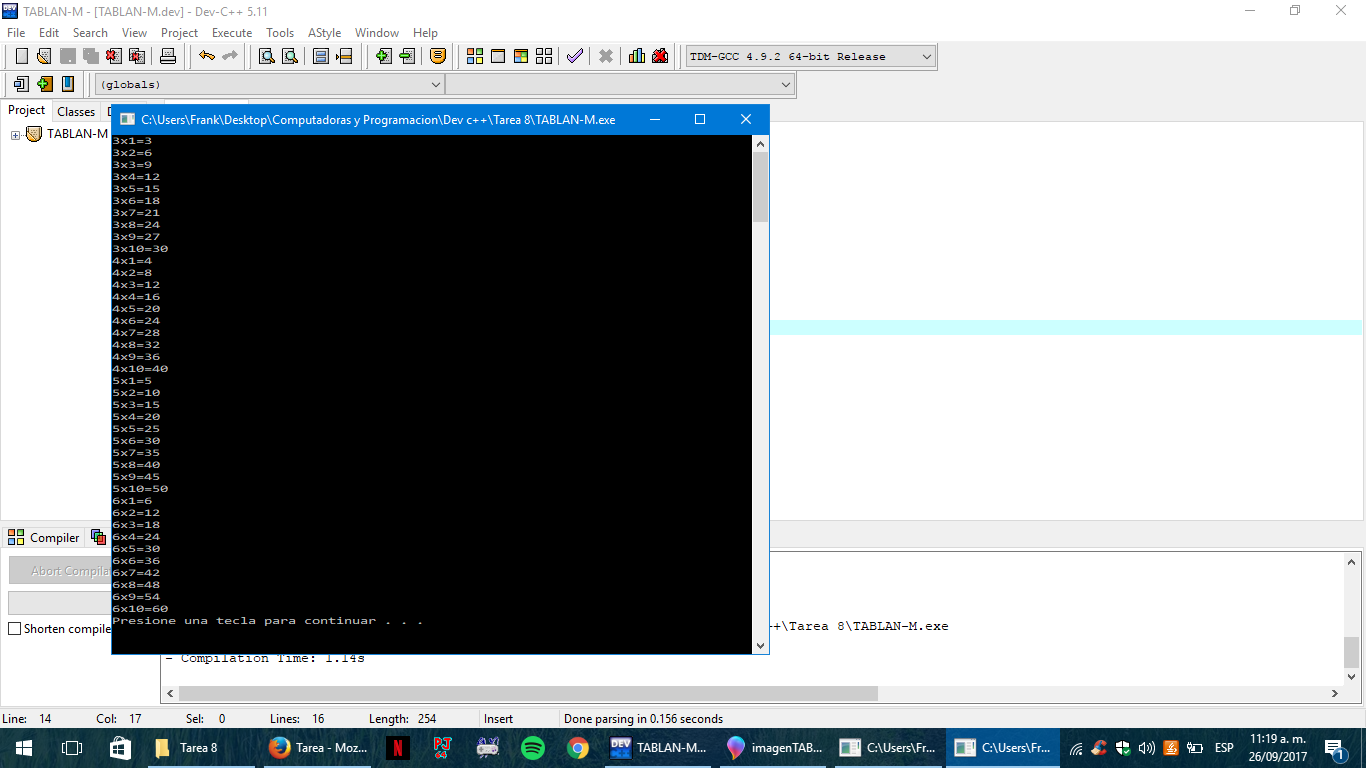 TABLAN-M - [TABLAN-M.dev] - Dev-C++ 5.11
File Edit Search View Project Execute Tools AStyle Window Help
TDM-GCC 4.9.2 64-bit Release
(globals)
Project Classes
TABLAN-M
C:\Users\Frank\Desktop\Computadoras y Programacion\Dev c++\Tarea 8\TABLAN-M.exe
3x1=3
3x2=6
3x3=9
3x4=12
3x5=15
3x6=18
3x7=21
3x8=24
3x9=27
3x10=30
4x1=4
4x2=8
4x3=12
4x4=16
4x5=20
4x6=24
4x7=28
4x8=32
4x9=36
4x10=40
5x1=5
5x2=10
5x3=15
5x4=20
5x5=25
5x6=30
5x7=35
5x8=40
5x9=45
5x10=50
6x1=6
6x2=12
6x3=18
6x4=24
6x5=30
6x6=36
6x7=42
6x8=48
6x9=54
6x10=60
Presione una tecla para continuar . . .
Compiler
Abort Compilat
Shorten compile
+\Tarea 8\TABLAN-M.exe
- Compilation Time: 1.14s
Line: 14 Col: 17 Sel: 0 Lines: 16 Length: 254 Insert Done parsing in 0.156 seconds
Tarea 8 Tarea - Moz... N DEV TABLAN-M... imagenTAB... C:\Users\Fr... C:\Users\Fr... ESP
11:19 a. m.
26/09/2017
1